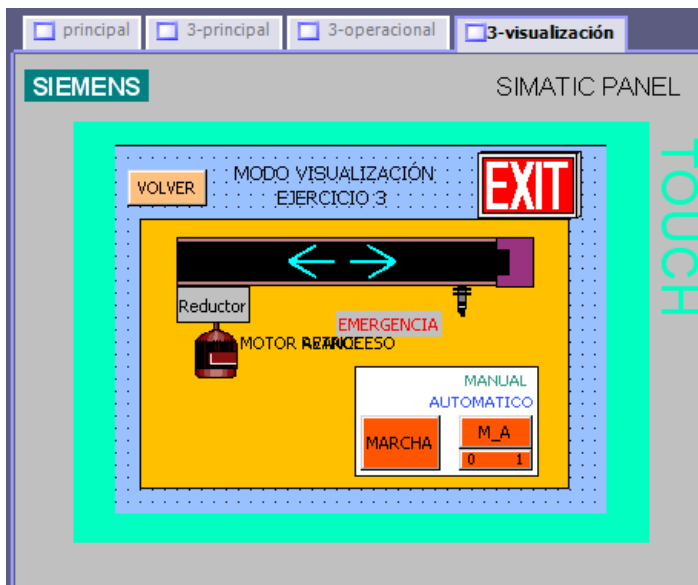 principal
3-principal
3-operacional
3-visualización
SIEMENS
SIMATIC PANEL
TOUCH
VOLVER
MODO VISUALIZACIÓN
EJERCICIO 3
EXIT
Reductor
EMERGENCIA
MOTOR
MANUAL
AUTOMATICO
MARCHA
M_A
0 1